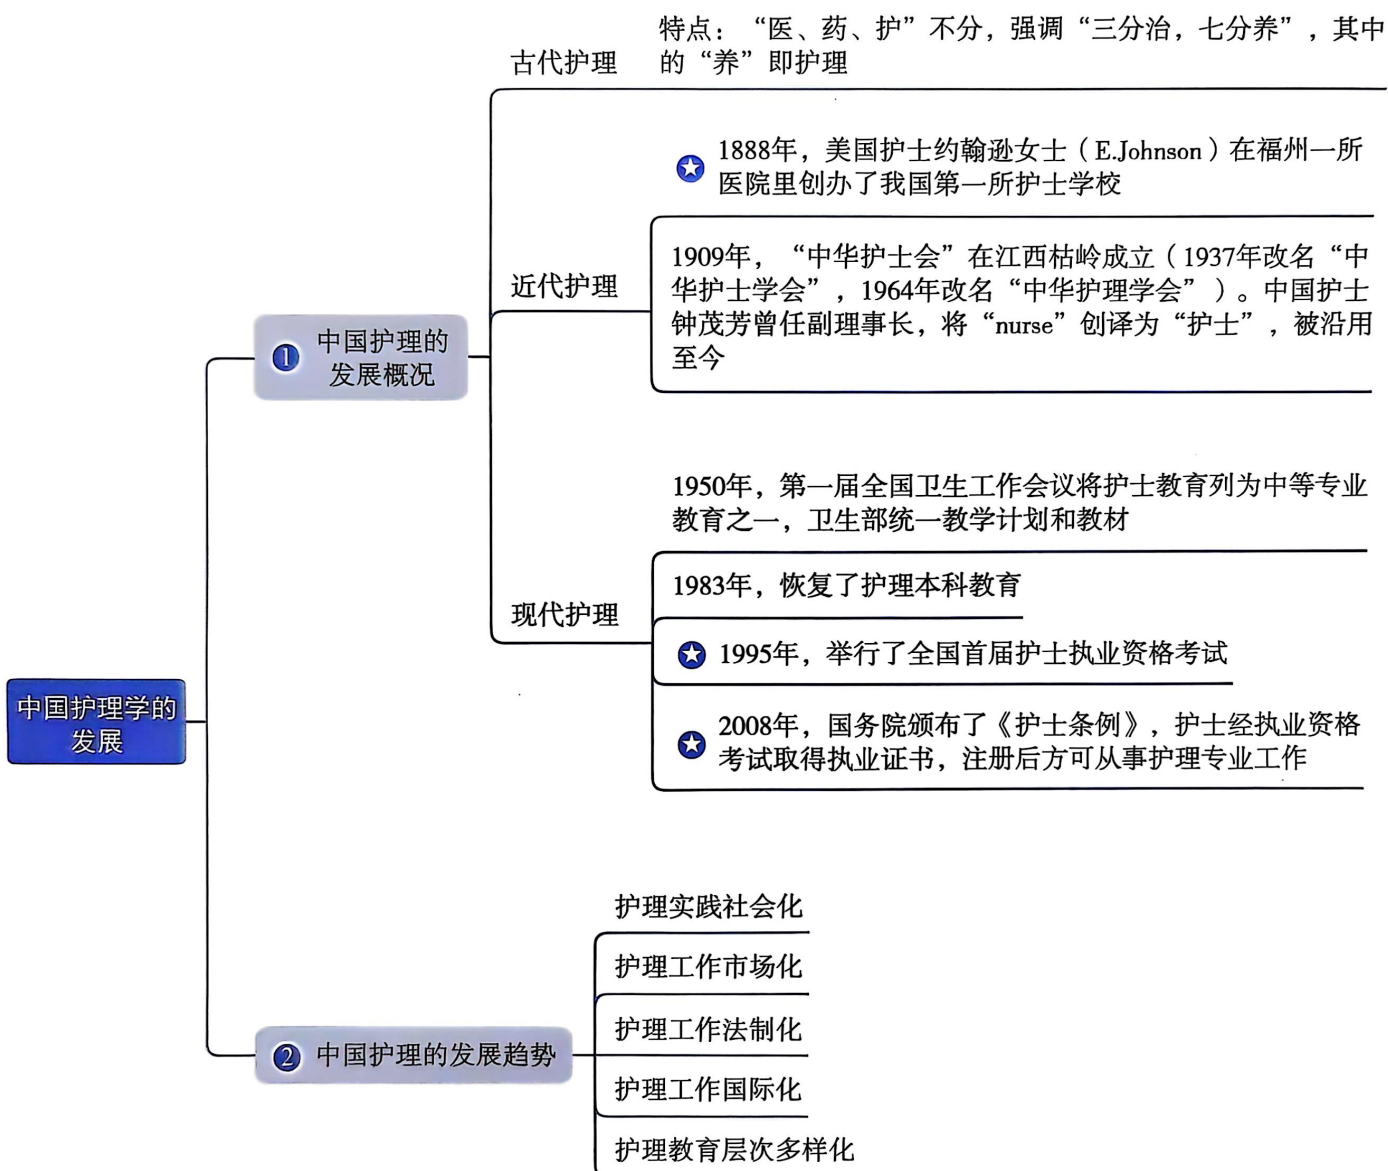 中国护理学的
发展
1 中国护理的
发展概况
古代护理
特点：“医、药、护”不分，强调“三分治，七分养”，其中
的“养”即护理
近代护理
1888年，美国护士约翰逊女士（E.Johnson）在福州一所
医院里创办了我国第一所护士学校
1909年，“中华护士会”在江西枯岭成立（1937年改名“中
华护士学会”，1964年改名“中华护理学会”）。中国护士
钟茂芳曾任副理事长，将“nurse”创译为“护士”，被沿用
至今
现代护理
1950年，第一届全国卫生工作会议将护士教育列为中等专业
教育之一，卫生部统一教学计划和教材
1983年，恢复了护理本科教育
1995年，举行了全国首届护士执业资格考试
2008年，国务院颁布了《护士条例》，护士经执业资格
考试取得执业证书，注册后方可从事护理专业工作
2 中国护理的发展趋势
护理实践社会化
护理工作市场化
护理工作法制化
护理工作国际化
护理教育层次多样化